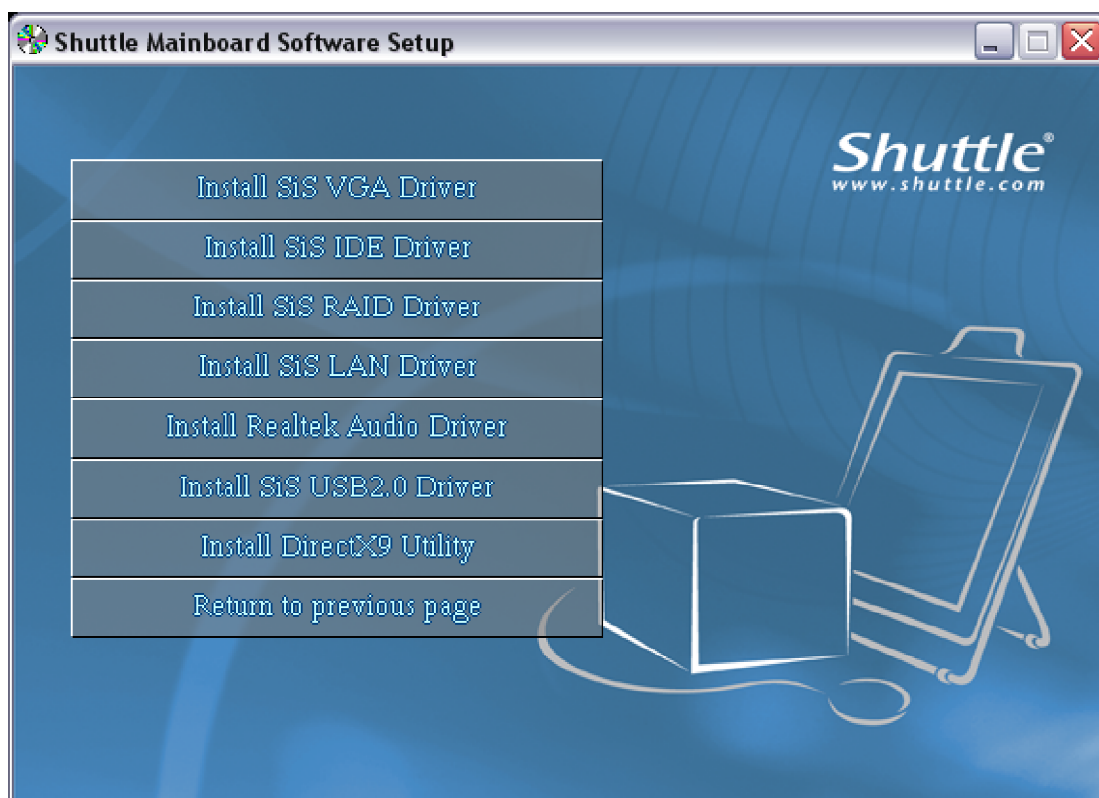 Shuttle Mainboard Software Setup
Shuttle®
www.shuttle.com
Install SiS VGA Driver
Install SiS IDE Driver
Install SiS RAID Driver
Install SiS LAN Driver
Install Realtek Audio Driver
Install SiS USB2.0 Driver
Install DirectX9 Utility
Return to previous page